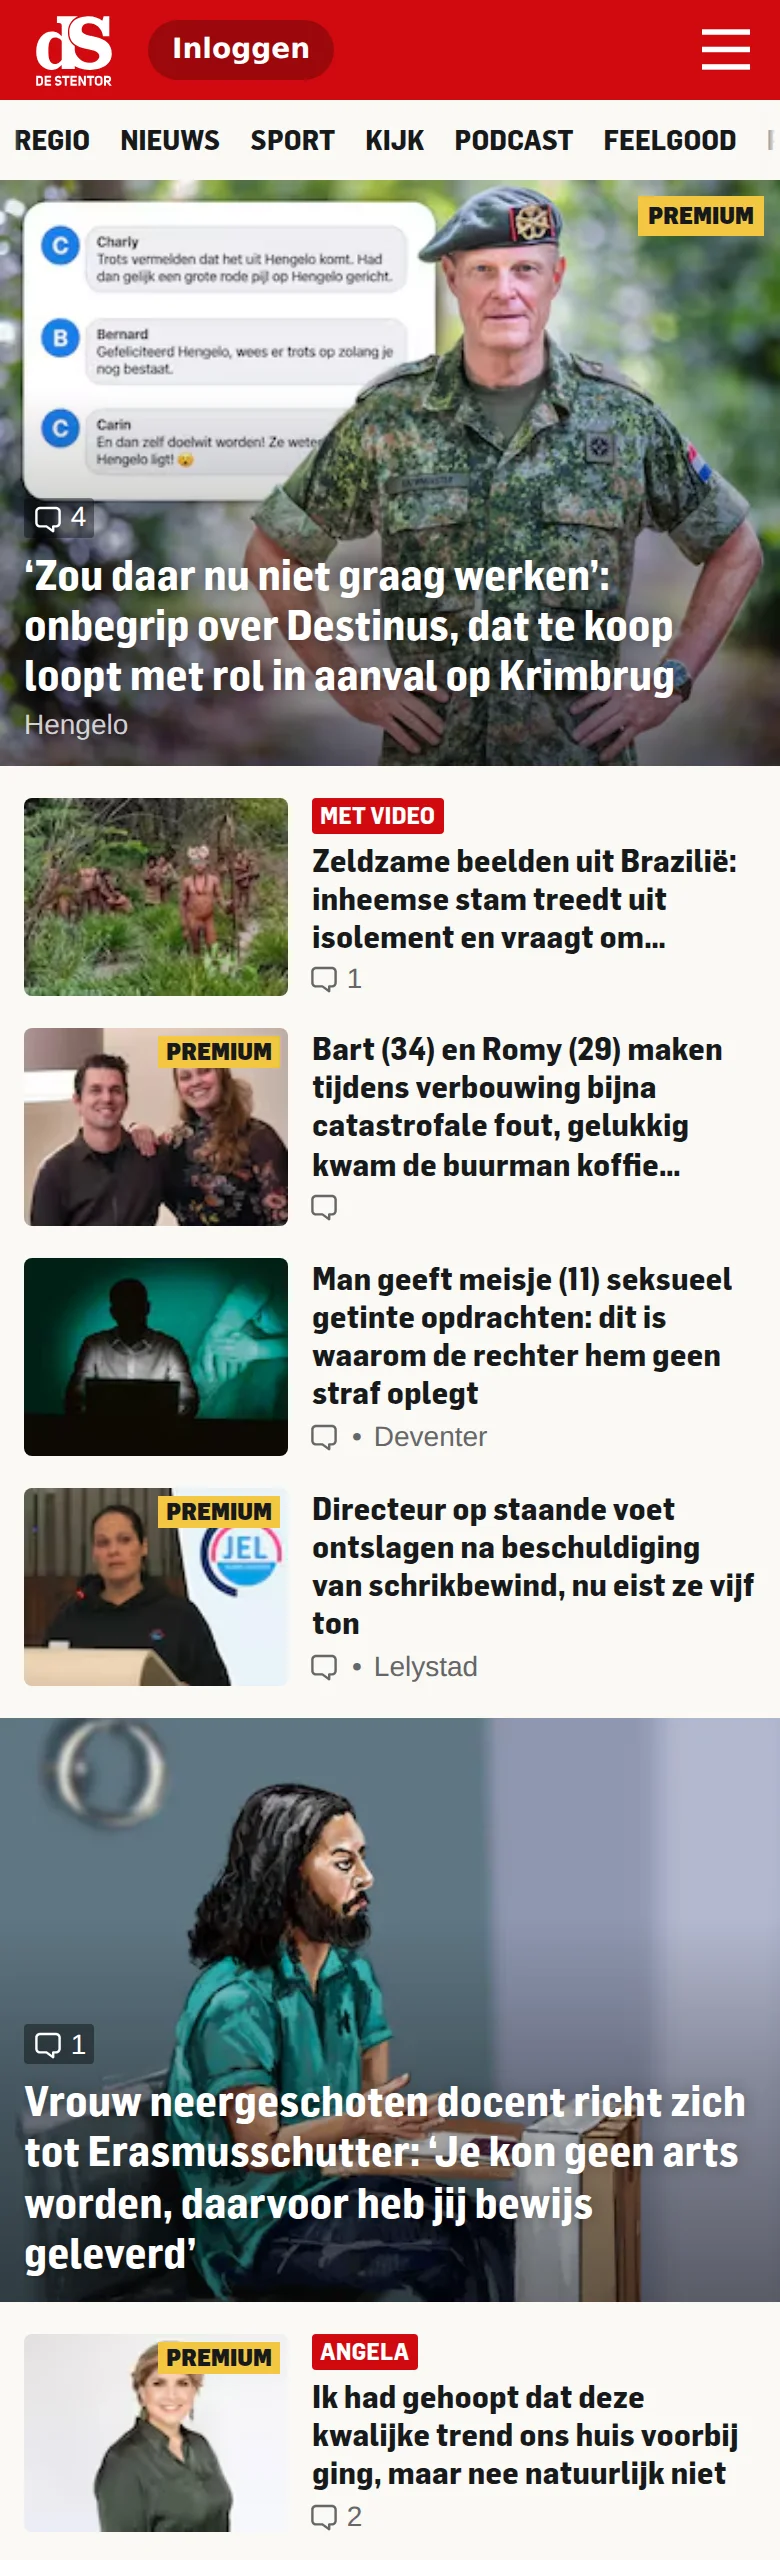 dS
DE STENTOR
Inloggen
REGIO NIEUWS SPORT KIJK PODCAST FEELGOOD
PREMIUM
C
Charly
Trots vermelden dat het uit Hengelo komt. Had
dan gelijk een grote rode pijl op Hengelo gericht.
B
Bernard
Gefeliciteerd Hengelo, wees er trots op zolang je
nog bestaat.
C
Carin
En dan zelf doelwit worden! Ze weten
Hengelo ligt! 😲
4
‘Zou daar nu niet graag werken’:
onbegrip over Destinus, dat te koop
loopt met rol in aanval op Krimbrug
Hengelo
MET VIDEO
Zeldzame beelden uit Brazilië:
inheemse stam treedt uit
isolement en vraagt om...
1
PREMIUM
Bart (34) en Romy (29) maken
tijdens verbouwing bijna
catastrofale fout, gelukkig
kwam de buurman koffie...
Man geeft meisje (11) seksueel
getinte opdrachten: dit is
waarom de rechter hem geen
straf oplegt
• Deventer
PREMIUM
JEL
Directeur op staande voet
ontslagen na beschuldiging
van schrikbewind, nu eist ze vijf
ton
• Lelystad
1
Vrouw neergeschoten docent richt zich
tot Erasmusschutter: ‘Je kon geen arts
worden, daarvoor heb jij bewijs
geleverd’
PREMIUM
ANGELA
Ik had gehoopt dat deze
kwalijke trend ons huis voorbij
ging, maar nee natuurlijk niet
2